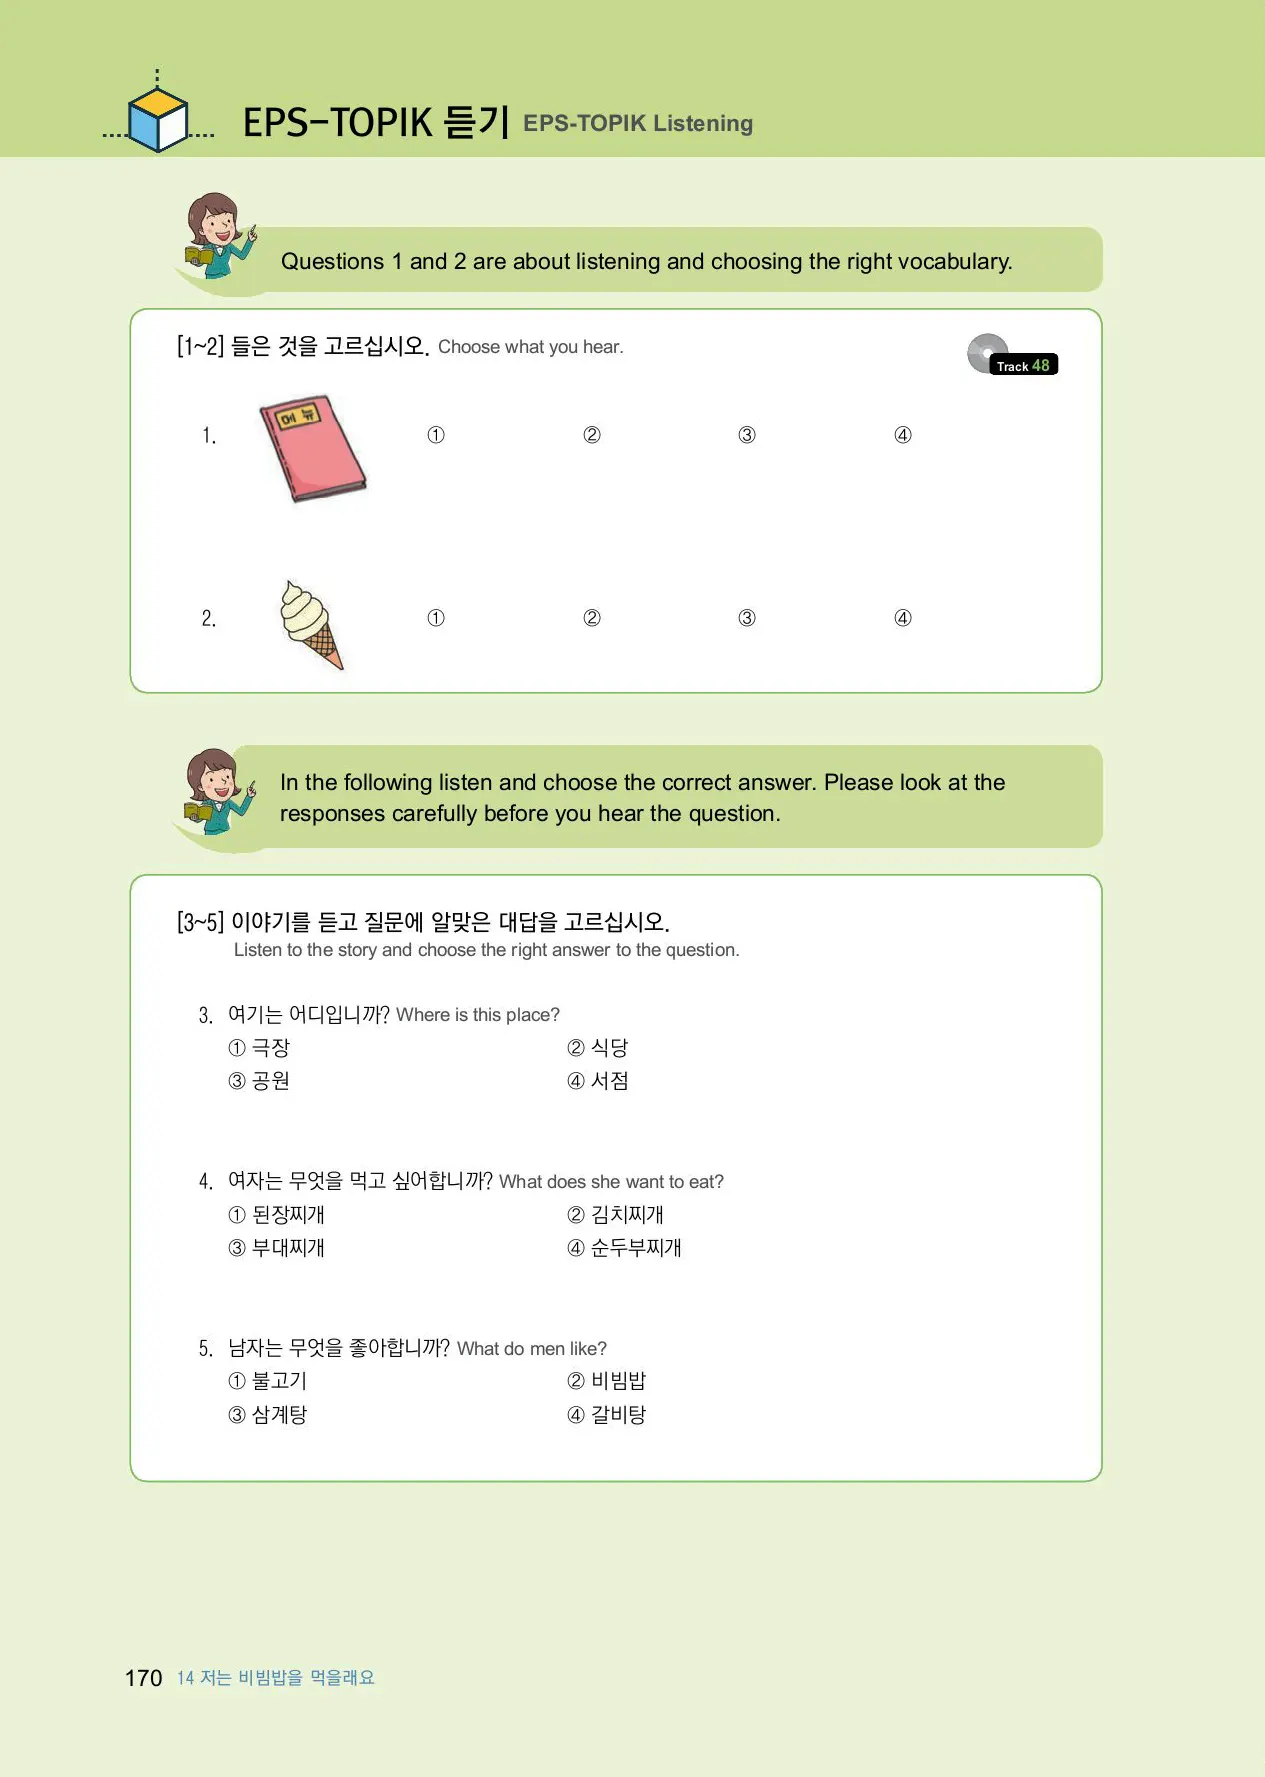 EPS-TOPIK 듣기 EPS-TOPIK Listening
Questions 1 and 2 are about listening and choosing the right vocabulary.
[1~2] 들은 것을 고르십시오. Choose what you hear.
Track 48
1. 메뉴 ① ② ③ ④
2. ① ② ③ ④
In the following listen and choose the correct answer. Please look at the
responses carefully before you hear the question.
[3~5] 이야기를 듣고 질문에 알맞은 대답을 고르십시오.
Listen to the story and choose the right answer to the question.
3. 여기는 어디입니까? Where is this place?
① 극장 ② 식당
③ 공원 ④ 서점
4. 여자는 무엇을 먹고 싶어합니까? What does she want to eat?
① 된장찌개 ② 김치찌개
③ 부대찌개 ④ 순두부찌개
5. 남자는 무엇을 좋아합니까? What do men like?
① 불고기 ② 비빔밥
③ 삼계탕 ④ 갈비탕
170 14 저는 비빔밥을 먹을래요